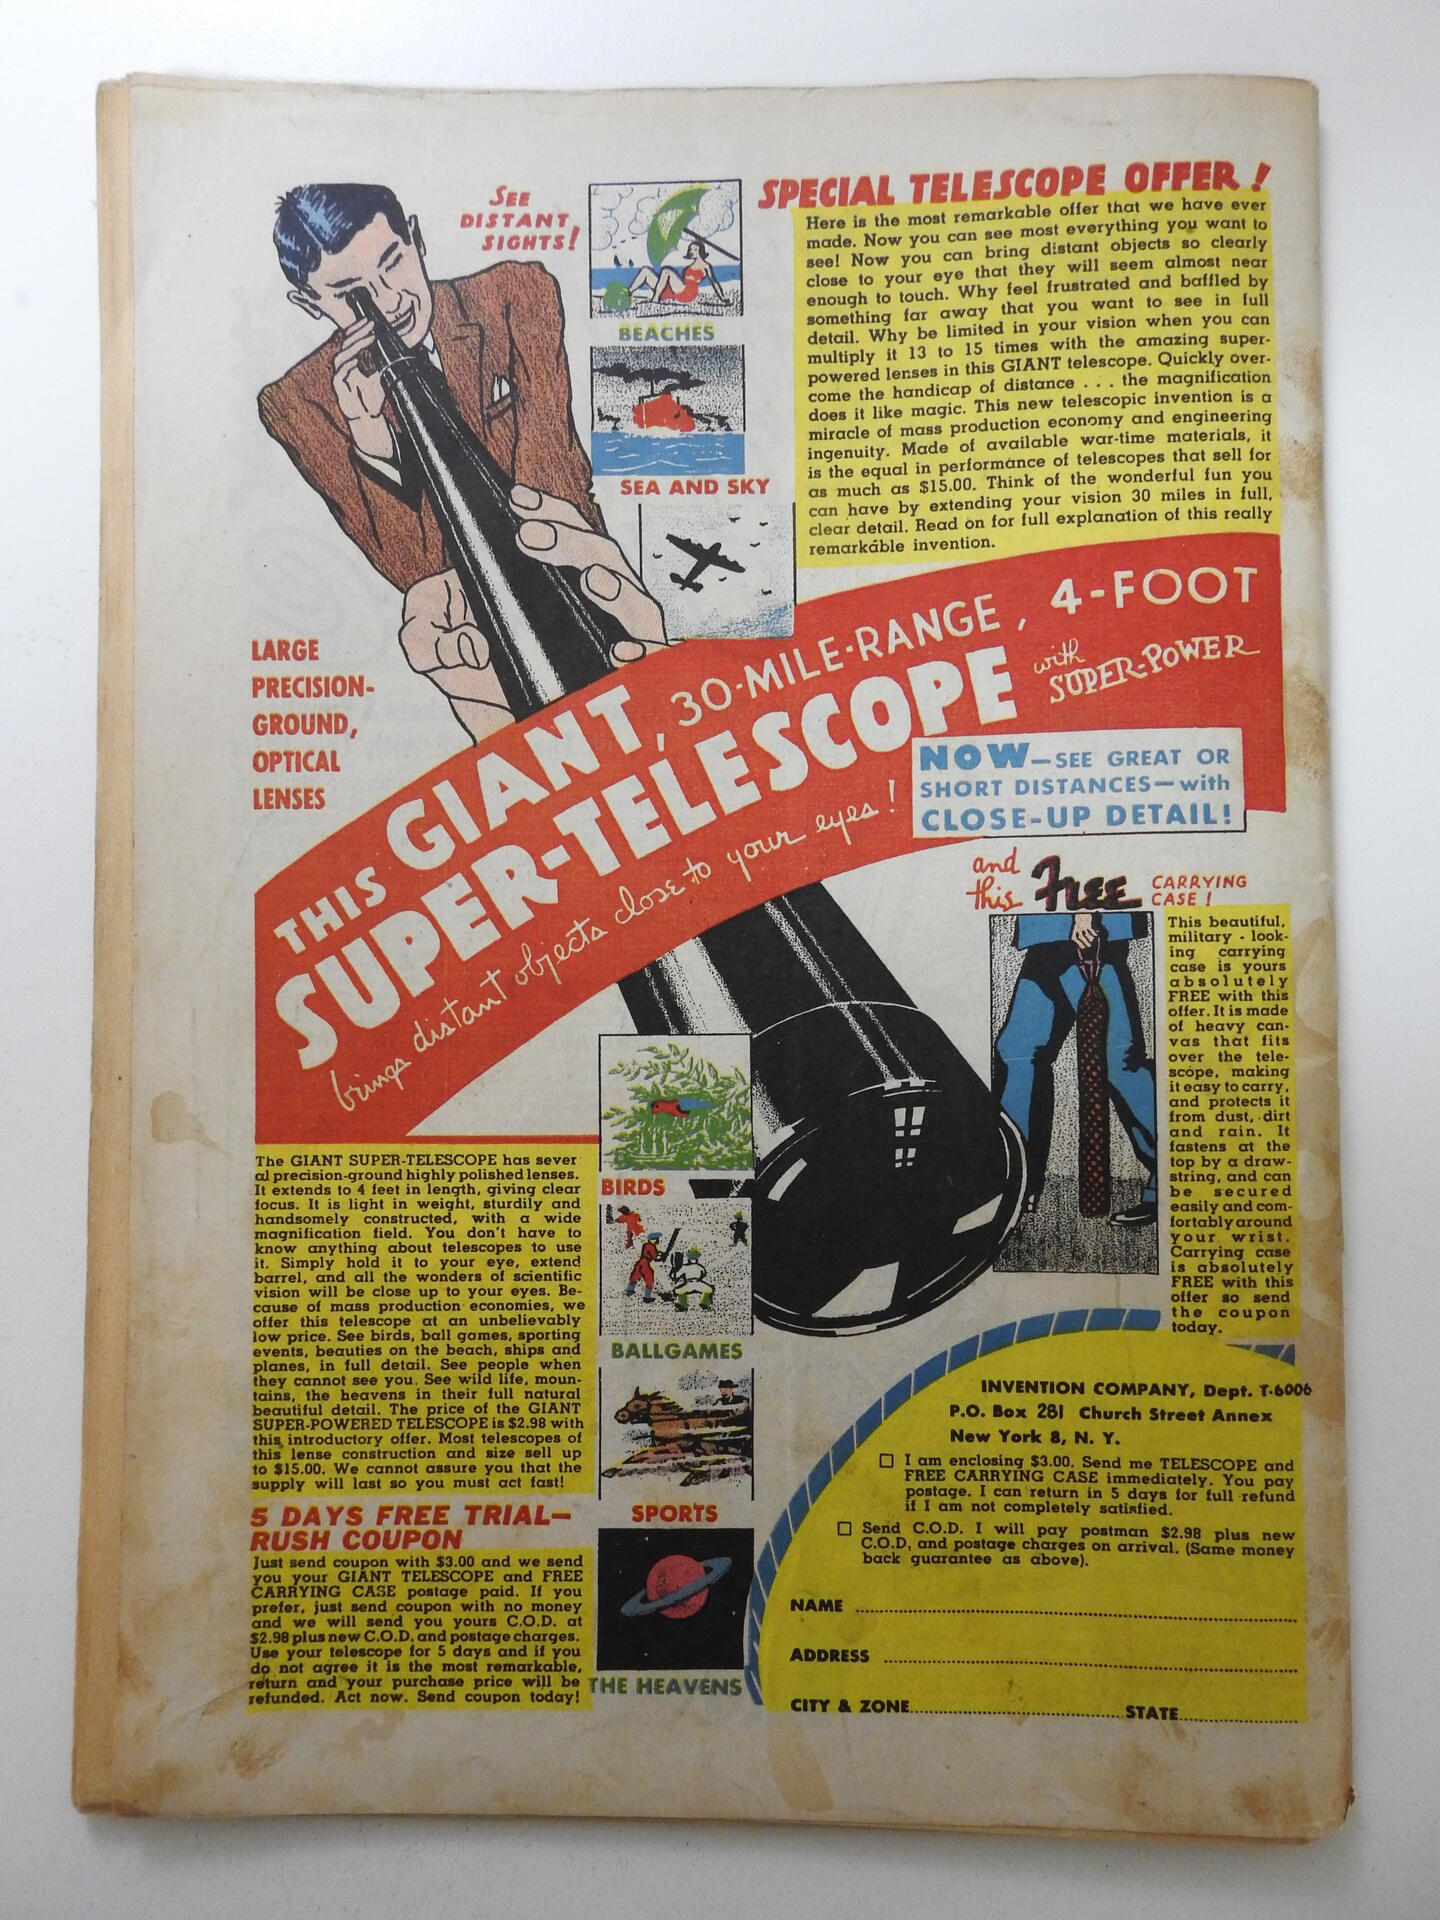 SEE
DISTANT
SIGHTS!
BEACHES
SEA AND SKY
SPECIAL TELESCOPE OFFER!
Here is the most remarkable offer that we have ever
made. Now you can see most everything you want to
see! Now you can bring distant objects so clearly
close to your eye that they will seem almost near
enough to touch. Why feel frustrated and baffled by
something far away that you want to see in full
detail. Why be limited in your vision when you can
multiply it 13 to 15 times with the amazing super-
powered lenses in this GIANT telescope. Quickly over-
come the handicap of distance . . . the magnification
does it like magic. This new telescopic invention is a
miracle of mass production economy and engineering
ingenuity. Made of available war-time materials, it
is the equal in performance of telescopes that sell for
as much as $15.00. Think of the wonderful fun you
can have by extending your vision 30 miles in full,
clear detail. Read on for full explanation of this really
remarkable invention.
LARGE
PRECISION-
GROUND,
OPTICAL
LENSES
THIS GIANT, 30-MILE-RANGE, 4-FOOT
SUPER-TELESCOPE with SUPER-POWER
brings distant objects close to your eyes!
NOW—SEE GREAT OR
SHORT DISTANCES—with
CLOSE-UP DETAIL!
and this FREE CARRYING CASE!
This beautiful,
military - look-
ing carrying
case is yours
absolutely
FREE with this
offer. It is made
of heavy can-
vas that fits
over the tele-
scope, making
it easy to carry,
and protects it
from dust, dirt
and rain. It
fastens at the
top by a draw-
string, and can
be secured
easily and com-
fortably around
your wrist.
Carrying case
is absolutely
FREE with this
offer so send
the coupon
today.
The GIANT SUPER-TELESCOPE has sever
al precision-ground highly polished lenses.
It extends to 4 feet in length, giving clear
focus. It is light in weight, sturdily and
handsomely constructed, with a wide
magnification field. You don't have to
know anything about telescopes to use
it. Simply hold it to your eye, extend
barrel, and all the wonders of scientific
vision will be close up to your eyes. Be-
cause of mass production economies, we
offer this telescope at an unbelievably
low price. See birds, ball games, sporting
events, beauties on the beach, ships and
planes, in full detail. See people when
they cannot see you. See wild life, moun-
tains, the heavens in their full natural
beautiful detail. The price of the GIANT
SUPER-POWERED TELESCOPE is $2.98 with
this introductory offer. Most telescopes of
this lense construction and size sell up
to $15.00. We cannot assure you that the
supply will last so you must act fast!
5 DAYS FREE TRIAL—
RUSH COUPON
Just send coupon with $3.00 and we send
you your GIANT TELESCOPE and FREE
CARRYING CASE postage paid. If you
prefer, just send coupon with no money
and we will send you yours C.O.D. at
$2.98 plus new C.O.D. and postage charges.
Use your telescope for 5 days and if you
do not agree it is the most remarkable,
return and your purchase price will be
refunded. Act now. Send coupon today!
BIRDS
BALLGAMES
SPORTS
THE HEAVENS
INVENTION COMPANY, Dept. T-6006
P.O. Box 281 Church Street Annex
New York 8, N. Y.
I am enclosing $3.00. Send me TELESCOPE and
FREE CARRYING CASE immediately. You pay
postage. I can return in 5 days for full refund
if I am not completely satisfied.
Send C.O.D. I will pay postman $2.98 plus new
C.O.D. and postage charges on arrival. (Same money
back guarantee as above).
NAME
ADDRESS
CITY & ZONE STATE